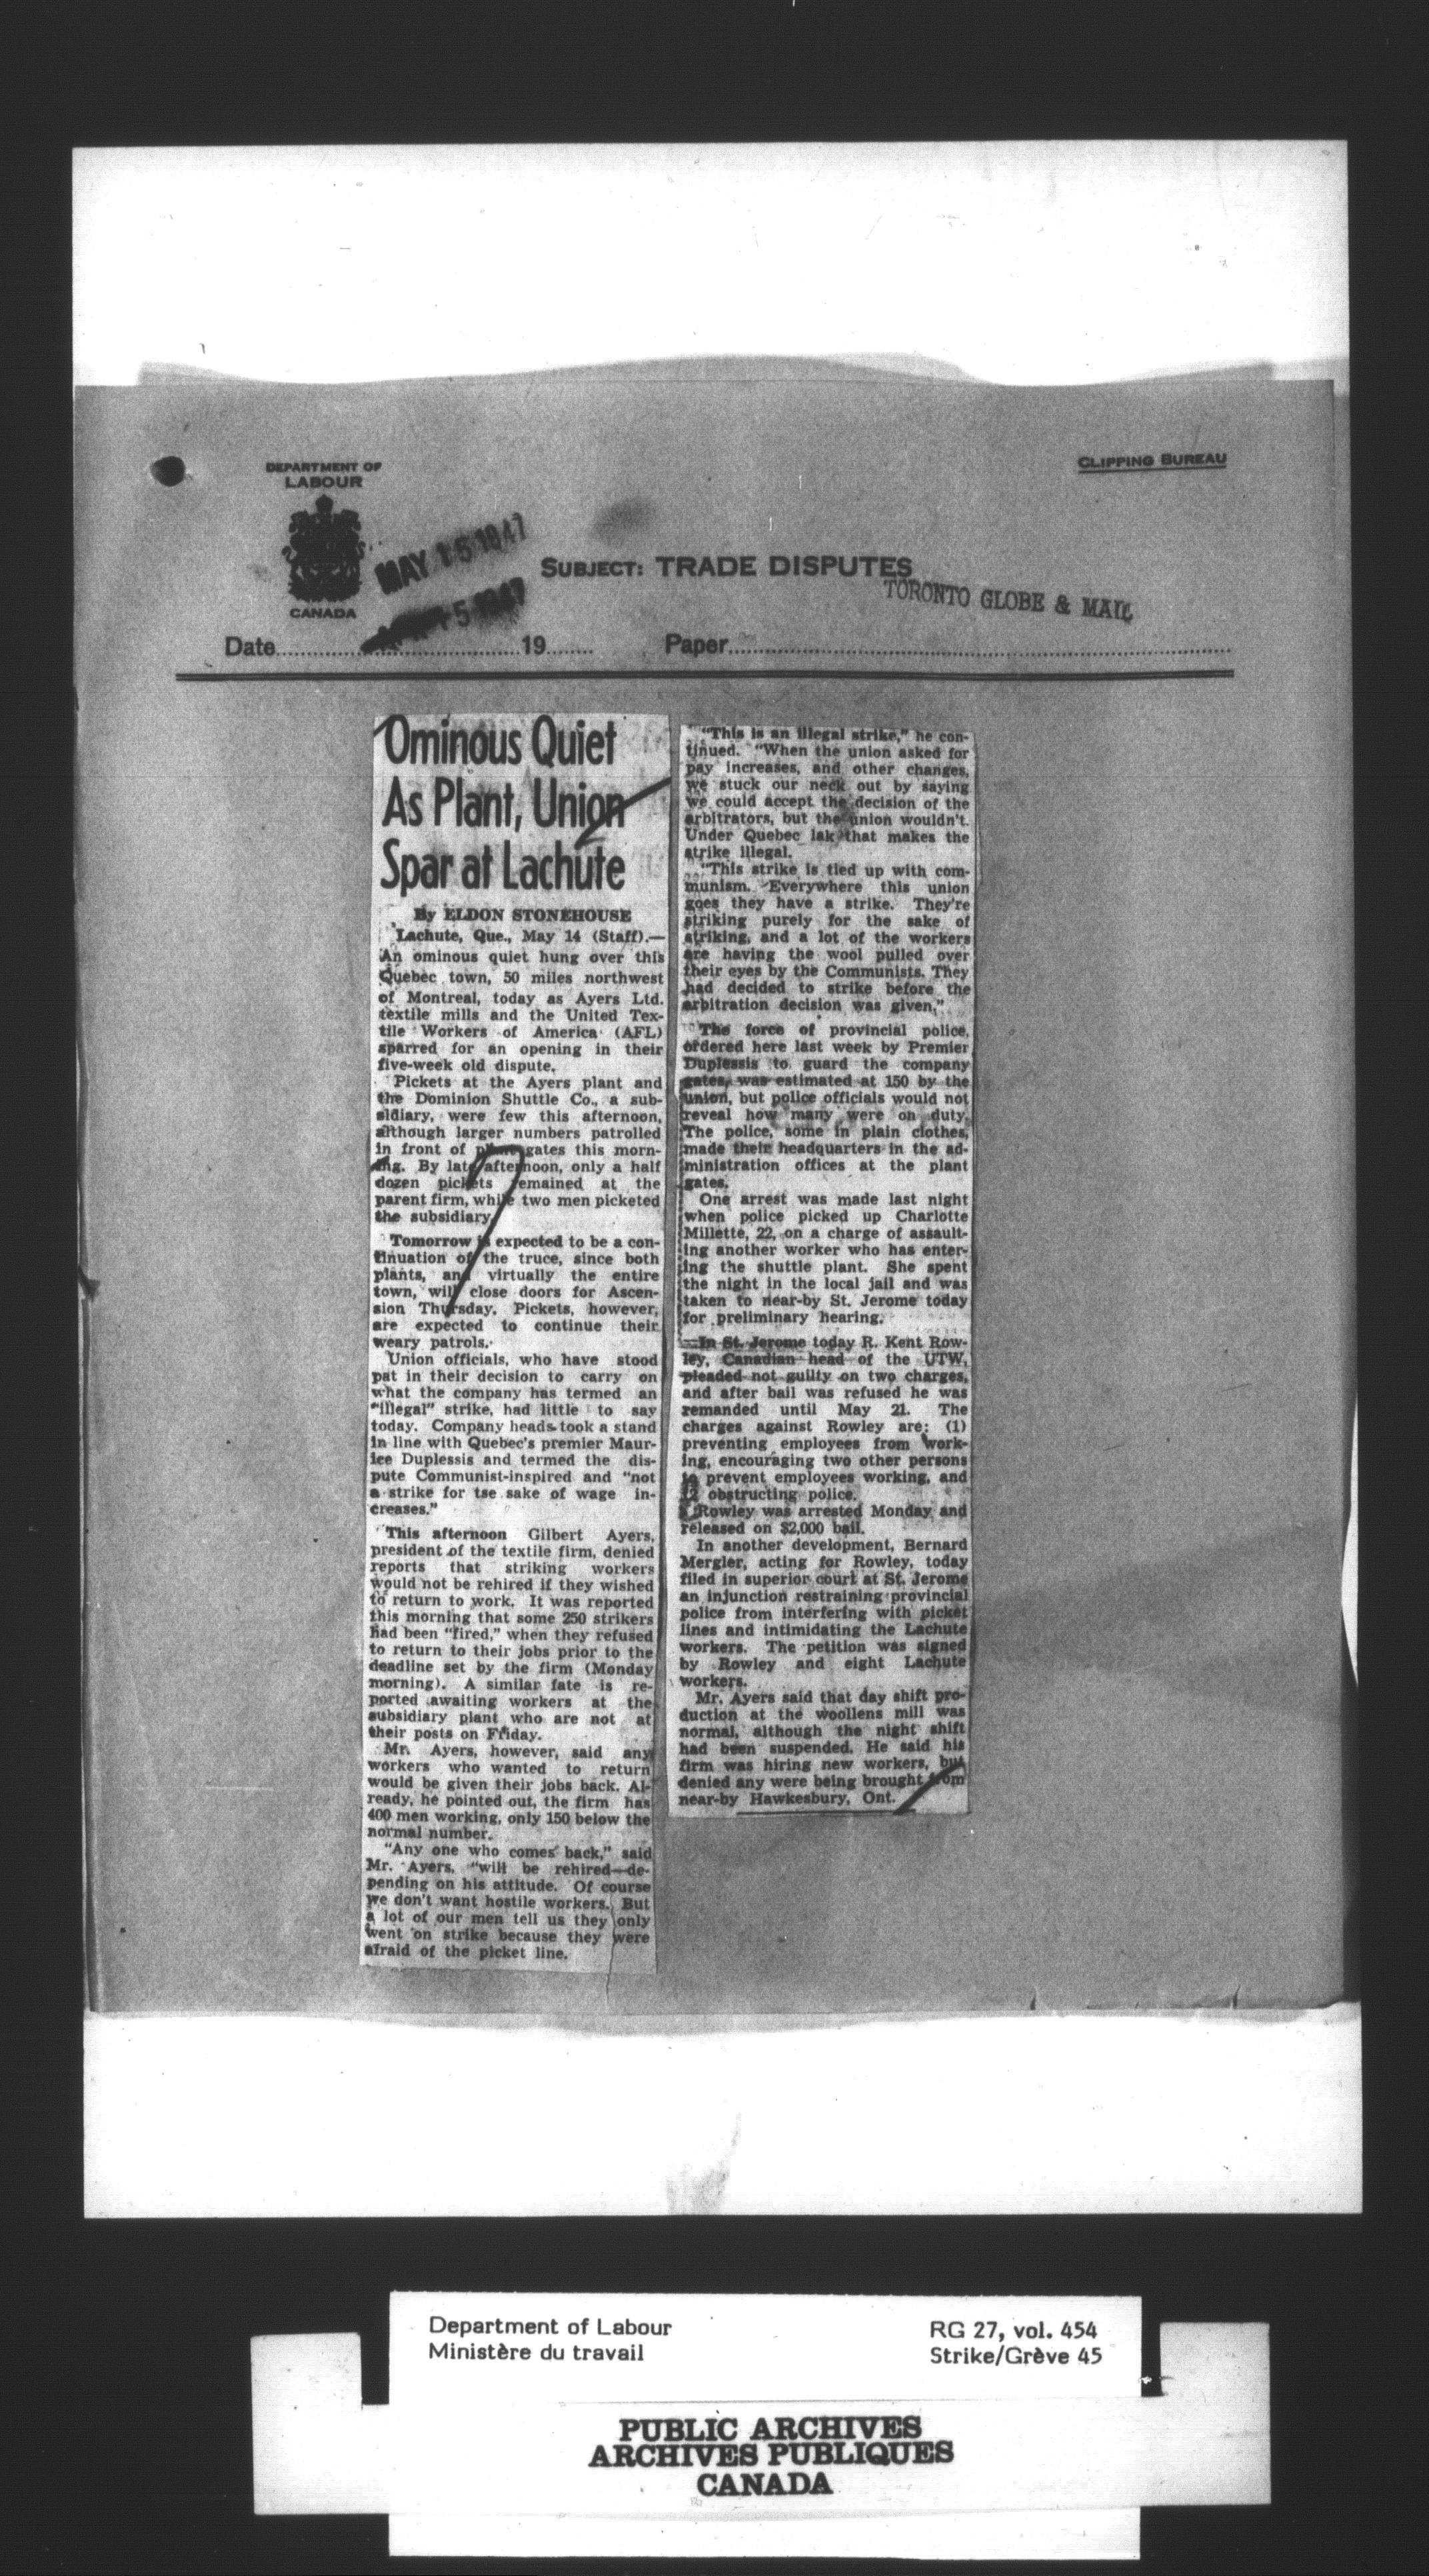 DEPARTMENT OF
LABOUR
CANADA
CLIPPING BUREAU
MAY 15 1947
5 1947
SUBJECT: TRADE DISPUTES
TORONTO GLOBE & MAIL
Date 19 Paper
Ominous Quiet
As Plant, Union
Spar at Lachute
By ELDON STONEHOUSE
Lachute, Que., May 14 (Staff).—
An ominous quiet hung over this
Quebec town, 50 miles northwest
of Montreal, today as Ayers Ltd.
textile mills and the United Tex-
tile Workers of America (AFL)
sparred for an opening in their
five-week old dispute.
Pickets at the Ayers plant and
the Dominion Shuttle Co., a sub-
sidiary, were few this afternoon,
although larger numbers patrolled
in front of plant gates this morn-
ing. By late afternoon, only a half
dozen pickets remained at the
parent firm, while two men picketed
the subsidiary.
Tomorrow is expected to be a con-
tinuation of the truce, since both
plants, and virtually the entire
town, will close doors for Ascen-
sion Thursday. Pickets, however,
are expected to continue their
weary patrols.
Union officials, who have stood
pat in their decision to carry on
what the company has termed an
"illegal" strike, had little to say
today. Company heads took a stand
in line with Quebec's premier Maur-
ice Duplessis and termed the dis-
pute Communist-inspired and "not
a strike for tse sake of wage in-
creases."
This afternoon Gilbert Ayers,
president of the textile firm, denied
reports that striking workers
would not be rehired if they wished
to return to work. It was reported
this morning that some 250 strikers
had been "fired," when they refused
to return to their jobs prior to the
deadline set by the firm (Monday
morning). A similar fate is re-
ported awaiting workers at the
subsidiary plant who are not at
their posts on Friday.
Mr. Ayers, however, said any
workers who wanted to return
would be given their jobs back. Al-
ready, he pointed out, the firm has
400 men working, only 150 below the
normal number.
"Any one who comes back," said
Mr. Ayers, "will be rehired—de-
pending on his attitude. Of course
we don't want hostile workers. But
a lot of our men tell us they only
went on strike because they were
afraid of the picket line.
"This is an illegal strike," he con-
tinued. "When the union asked for
pay increases, and other changes,
we stuck our neck out by saying
we could accept the decision of the
arbitrators, but the union wouldn't.
Under Quebec lak that makes the
strike illegal.
"This strike is tied up with com-
munism. Everywhere this union
goes they have a strike. They're
striking purely for the sake of
striking, and a lot of the workers
are having the wool pulled over
their eyes by the Communists. They
had decided to strike before the
arbitration decision was given,"
The force of provincial police,
ordered here last week by Premier
Duplessis to guard the company
gates, was estimated at 150 by the
union, but police officials would not
reveal how many were on duty.
The police, some in plain clothes,
made their headquarters in the ad-
ministration offices at the plant
gates.
One arrest was made last night
when police picked up Charlotte
Millette, 22, on a charge of assault-
ing another worker who has enter-
ing the shuttle plant. She spent
the night in the local jail and was
taken to near-by St. Jerome today
for preliminary hearing.
In St. Jerome today R. Kent Row-
ley, Canadian head of the UTW,
pleaded not guilty on two charges,
and after bail was refused he was
remanded until May 21. The
charges against Rowley are: (1)
preventing employees from work-
ing, encouraging two other persons
to prevent employees working, and
(2 obstructing police.
Rowley was arrested Monday and
released on $2,000 bail.
In another development, Bernard
Mergler, acting for Rowley, today
filed in superior court at St. Jerome
an injunction restraining provincial
police from interfering with picket
lines and intimidating the Lachute
workers. The petition was signed
by Rowley and eight Lachute
workers.
Mr. Ayers said that day shift pro-
duction at the woollens mill was
normal, although the night shift
had been suspended. He said his
firm was hiring new workers, but
denied any were being brought from
near-by Hawkesbury, Ont.
Department of Labour
Ministère du travail
RG 27, vol. 454
Strike/Grève 45
PUBLIC ARCHIVES
ARCHIVES PUBLIQUES
CANADA